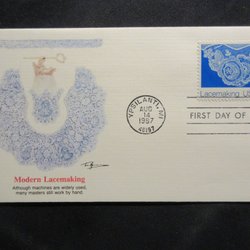 Lacemaking US
YPSILANTI, MI
AUG
14
1987
48197
FIRST DAY OF
Modern Lacemaking
Although machines are widely used,
many masters still work by hand.